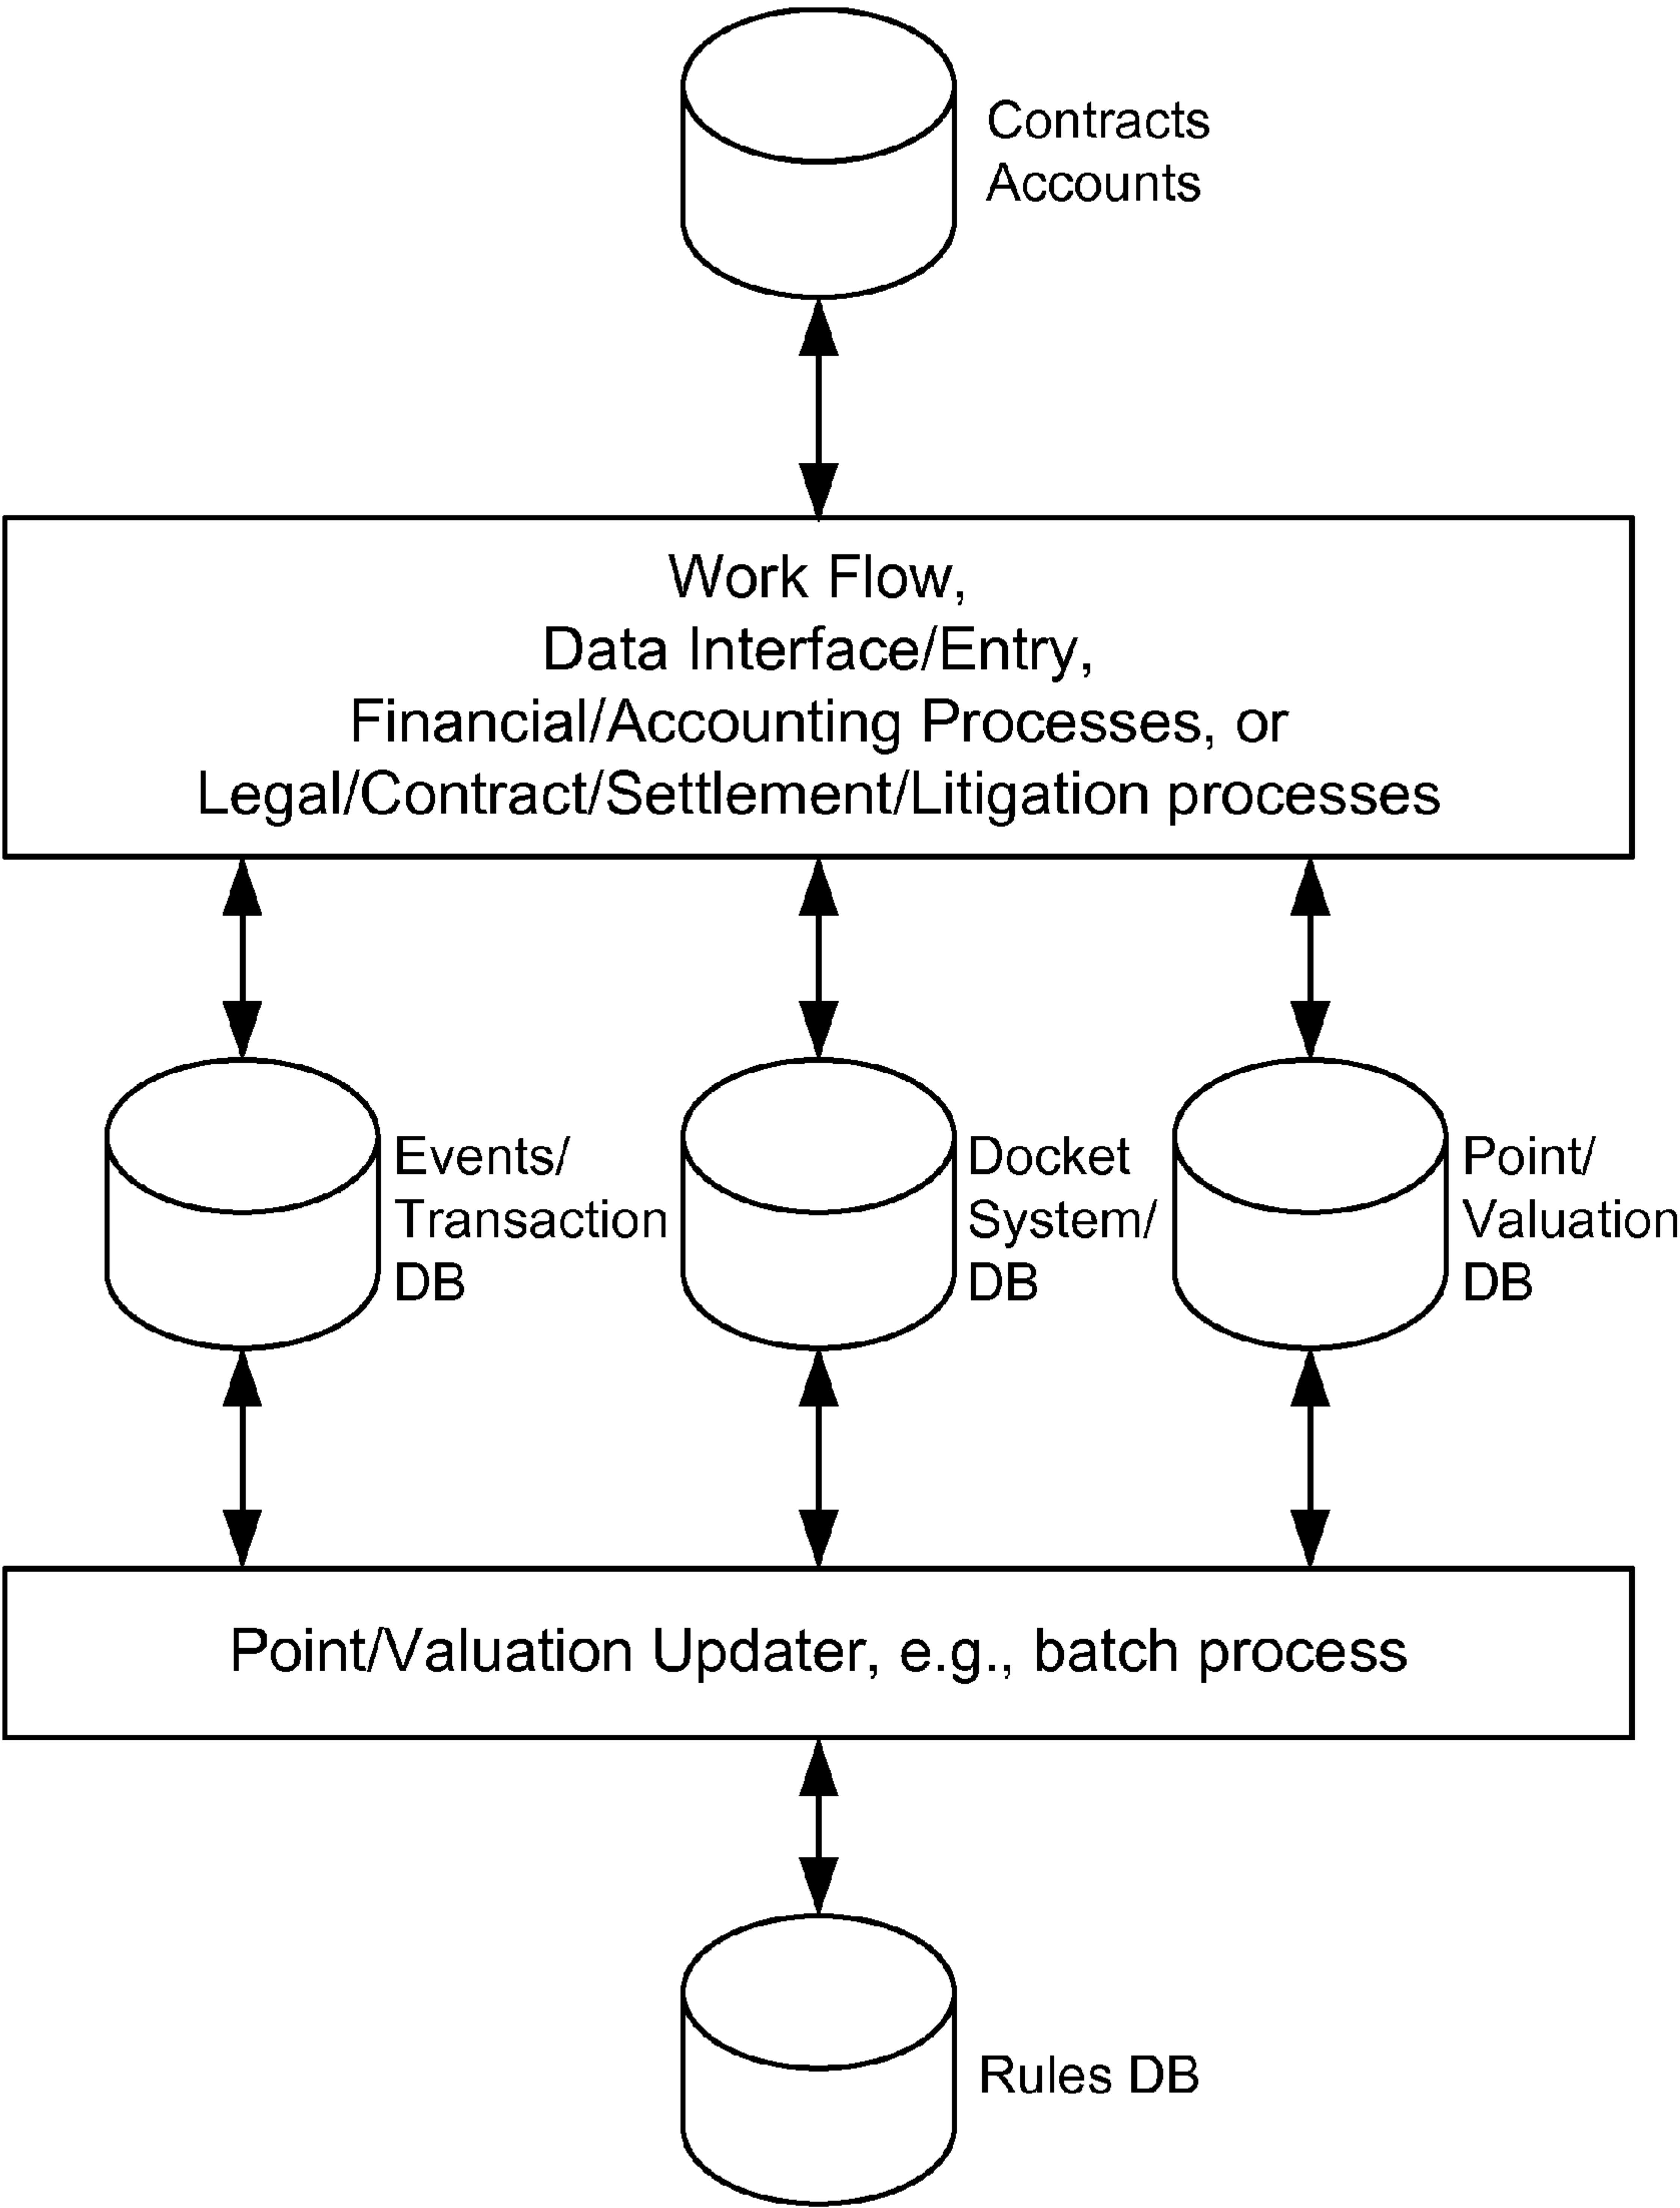 Contracts
Accounts
Work Flow,
Data Interface/Entry,
Financial/Accounting Processes, or
Legal/Contract/Settlement/Litigation processes
Events/
Transaction
DB
Docket
System/
DB
Point/
Valuation
DB
Point/Valuation Updater, e.g., batch process
Rules DB